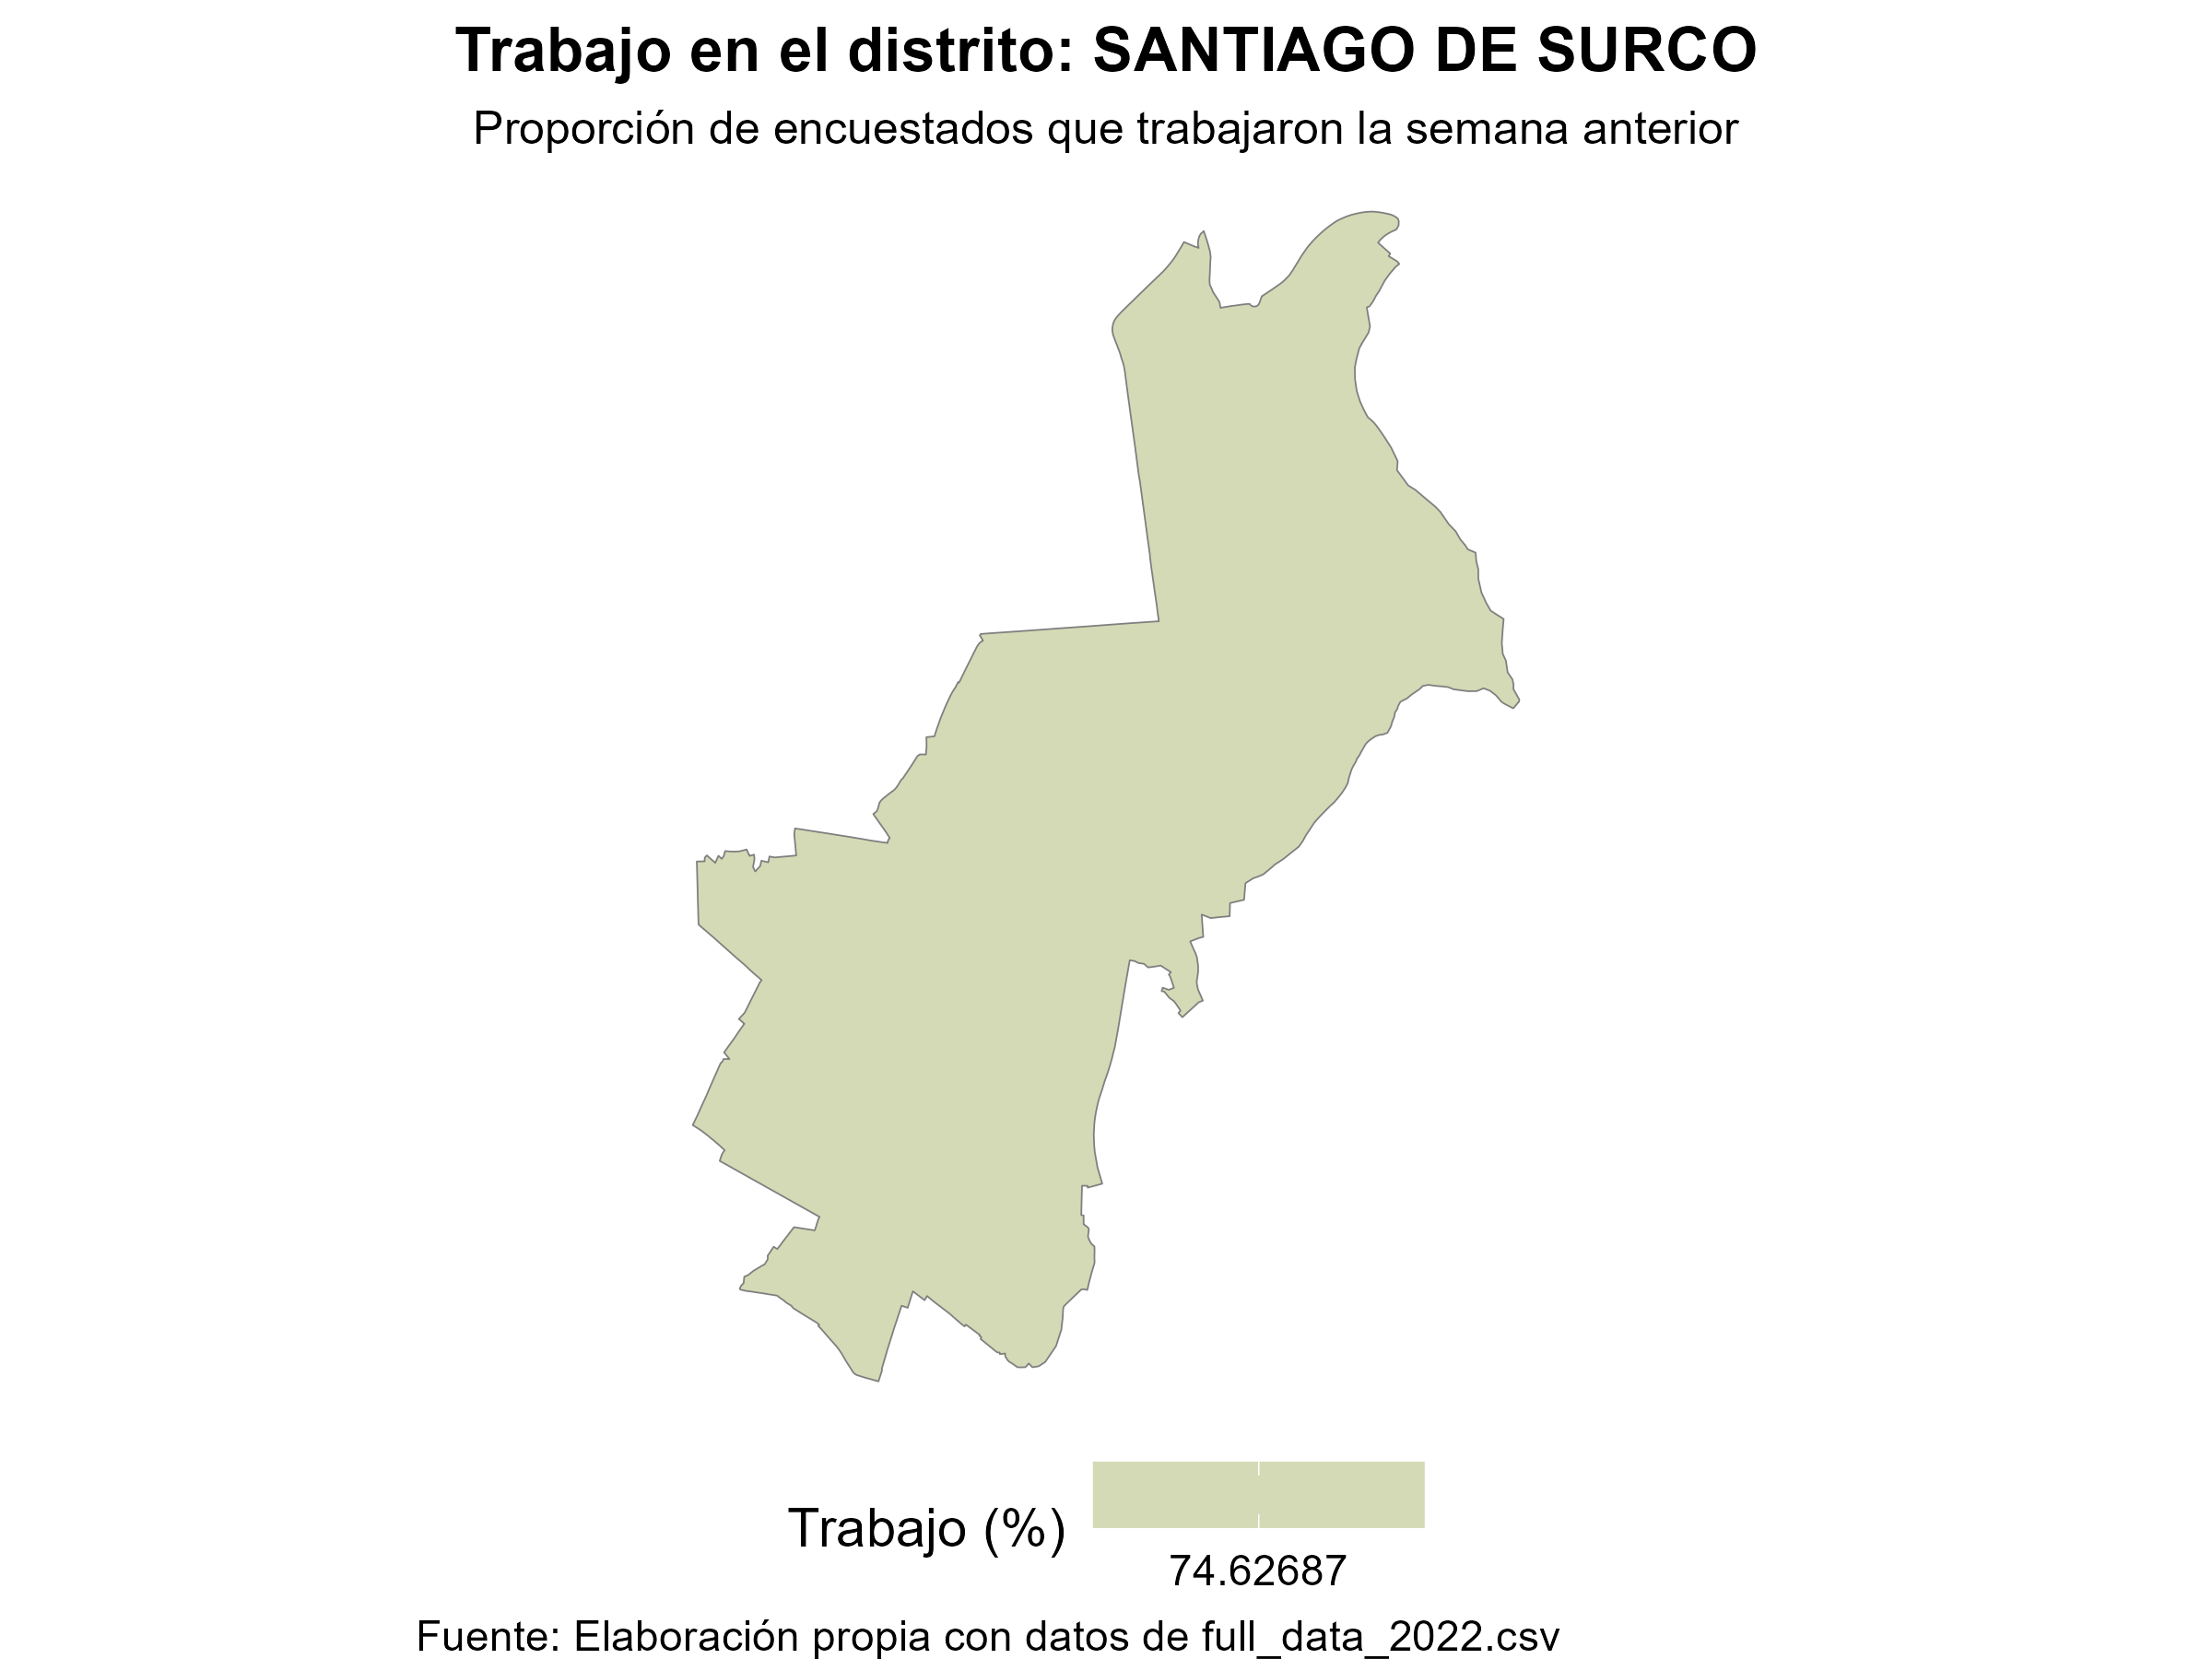 Trabajo en el distrito: SANTIAGO DE SURCO
Proporción de encuestados que trabajaron la semana anterior
Trabajo (%)
74.62687
Fuente: Elaboración propia con datos de full_data_2022.csv